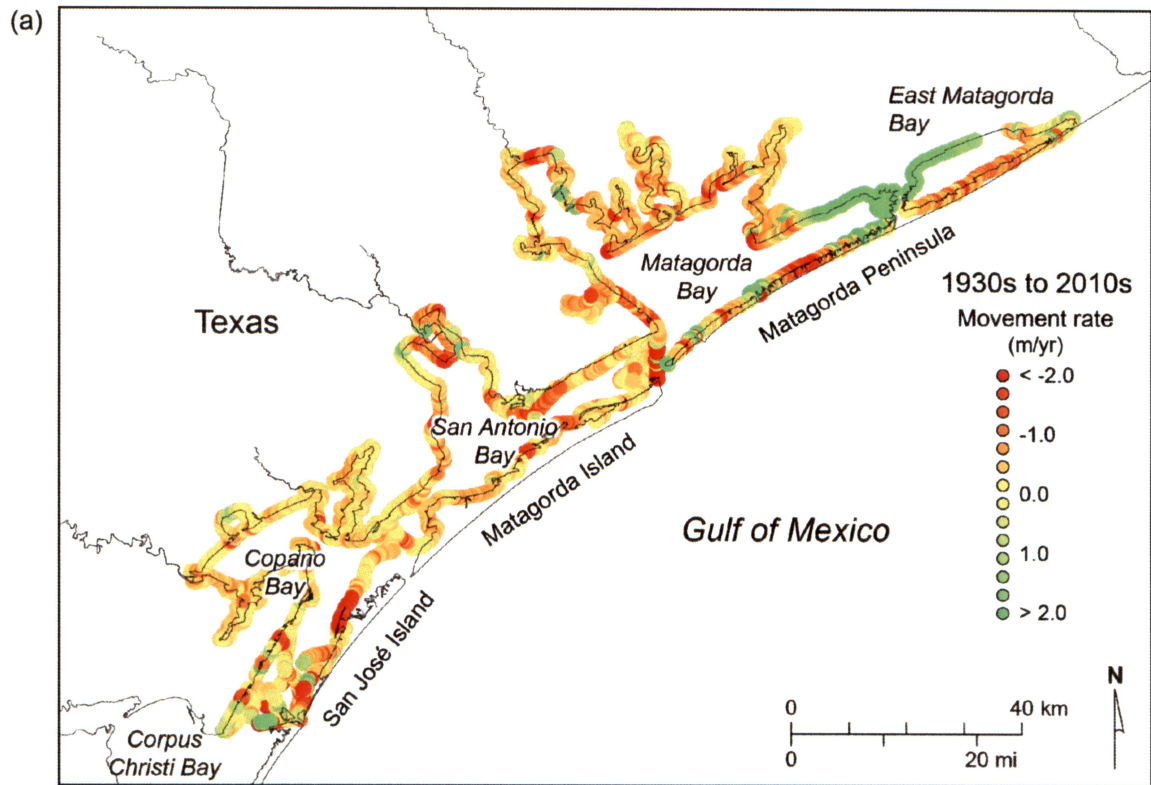 (a)
East Matagorda
Bay
Matagorda
Bay
Matagorda Peninsula
1930s to 2010s
Movement rate
(m/yr)
< -2.0
-1.0
0.0
1.0
> 2.0
Texas
San Antonio
Bay
Matagorda Island
Gulf of Mexico
Copano
Bay
San José Island
Corpus
Christi Bay
N
0 40 km
0 20 mi